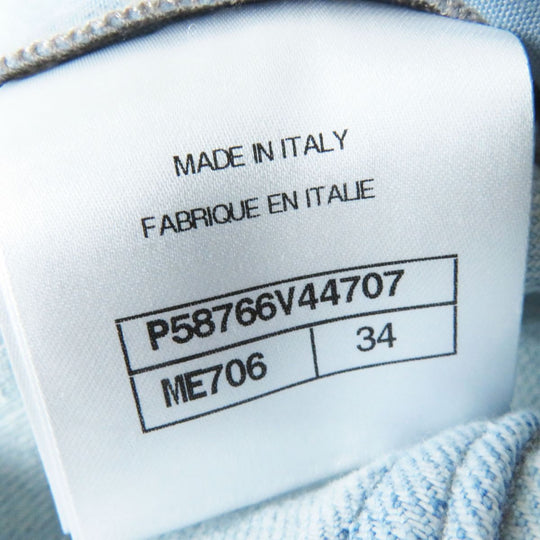 MADE IN ITALY
FABRIQUE EN ITALIE
P58766V44707
ME706 34